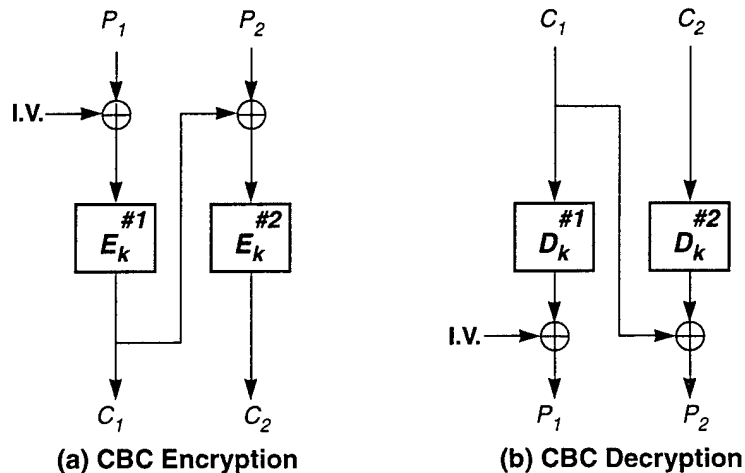 P1 P2
I.V.
#1 #2
Ek Ek
C1 C2
(a) CBC Encryption
C1 C2
#1 #2
Dk Dk
I.V.
P1 P2
(b) CBC Decryption